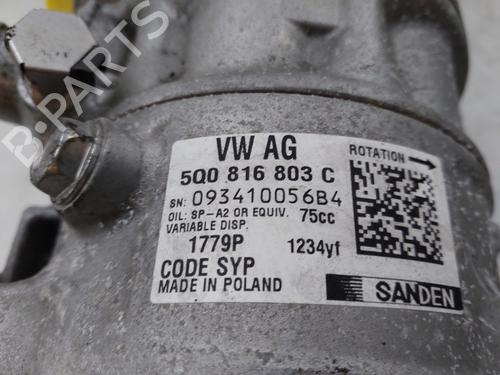 VW AG
5Q0 816 803 C
ROTATION
SN: 093410056B4
OIL: SP-A2 OR EQUIV. 75cc
VARIABLE DISP.
1779P 1234yf
CODE SYP
MADE IN POLAND
SANDEN
B-PARTS